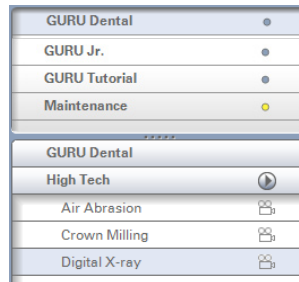 GURU Dental
GURU Jr.
GURU Tutorial
Maintenance
GURU Dental
High Tech
Air Abrasion
Crown Milling
Digital X-ray